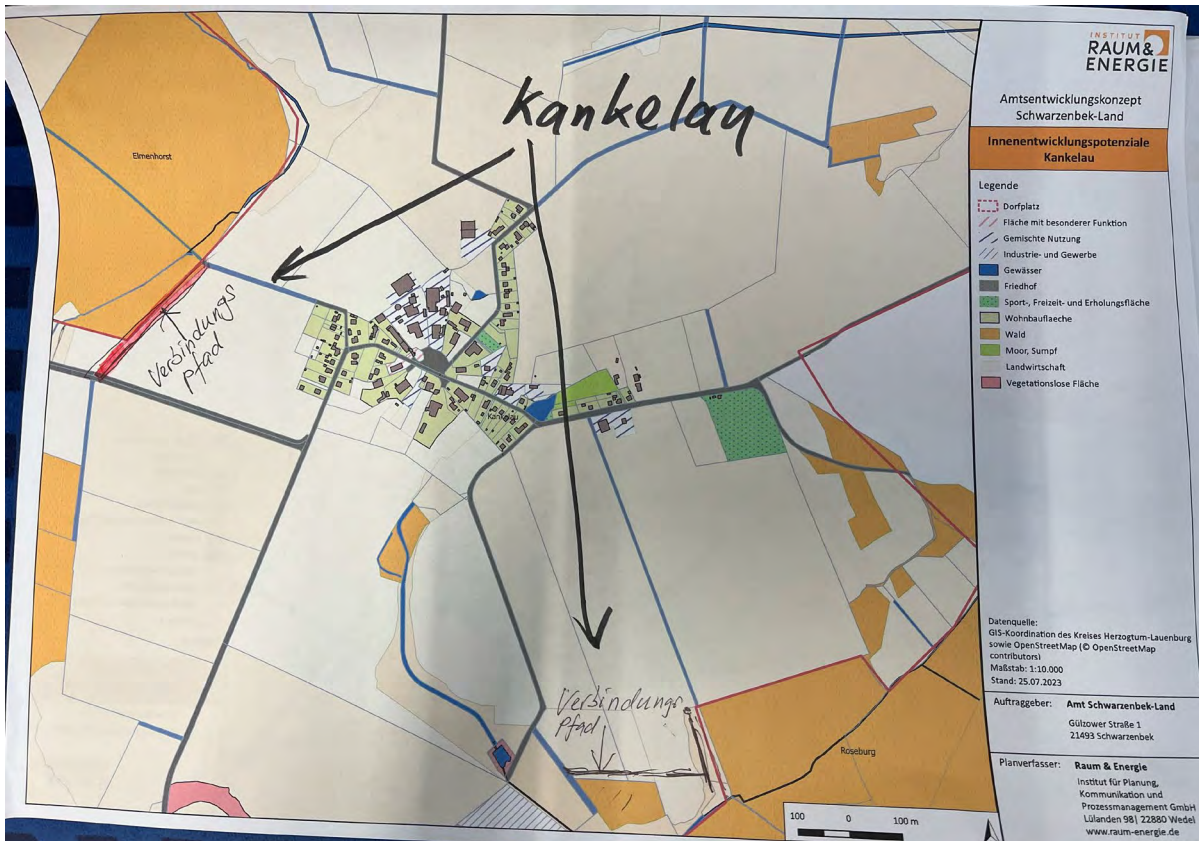 INSTITUT
RAUM &
ENERGIE
Amtsentwicklungskonzept
Schwarzenbek-Land
Innenentwicklungspotenziale
Kankelau
Legende
Dorfplatz
Fläche mit besonderer Funktion
Gemischte Nutzung
Industrie- und Gewerbe
Gewässer
Friedhof
Sport-, Freizeit- und Erholungsfläche
Wohnbauflaeche
Wald
Moor, Sumpf
Landwirtschaft
Vegetationslose Fläche
Kankelau
Elmenhorst
Verbindungs
Pfad
Kankelau
Verbindungs
Pfad
Roseburg
100 0 100 m
Datenquelle:
GIS-Koordination des Kreises Herzogtum-Lauenburg
sowie OpenStreetMap (© OpenStreetMap
contributors)
Maßstab: 1:10.000
Stand: 25.07.2023
Auftraggeber: Amt Schwarzenbek-Land
Gülzower Straße 1
21493 Schwarzenbek
Planverfasser: Raum & Energie
Institut für Planung,
Kommunikation und
Prozessmanagement GmbH
Lülanden 98| 22880 Wedel
www.raum-energie.de